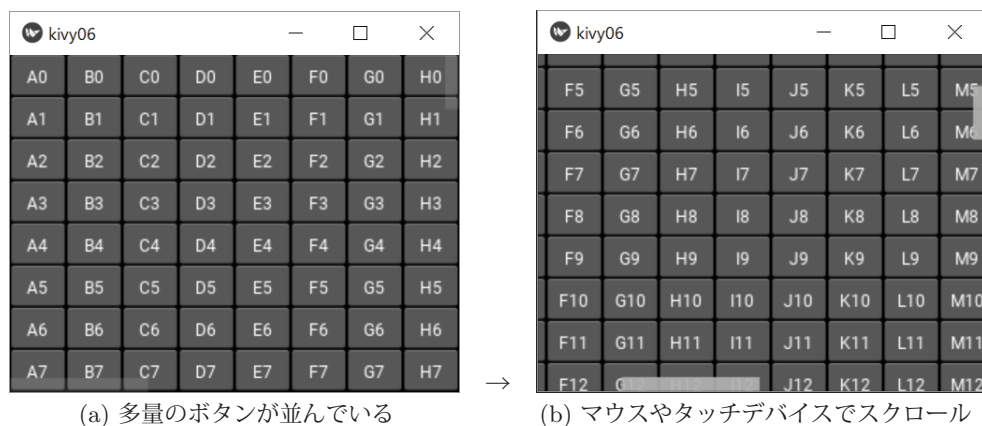 kivy06
A0 B0 C0 D0 E0 F0 G0 H0
A1 B1 C1 D1 E1 F1 G1 H1
A2 B2 C2 D2 E2 F2 G2 H2
A3 B3 C3 D3 E3 F3 G3 H3
A4 B4 C4 D4 E4 F4 G4 H4
A5 B5 C5 D5 E5 F5 G5 H5
A6 B6 C6 D6 E6 F6 G6 H6
A7 B7 C7 D7 E7 F7 G7 H7
(a) 多量のボタンが並んでいる
→
kivy06
F5 G5 H5 I5 J5 K5 L5 M5
F6 G6 H6 I6 J6 K6 L6 M6
F7 G7 H7 I7 J7 K7 L7 M7
F8 G8 H8 I8 J8 K8 L8 M8
F9 G9 H9 I9 J9 K9 L9 M9
F10 G10 H10 I10 J10 K10 L10 M10
F11 G11 H11 I11 J11 K11 L11 M11
F12 G12 H12 I12 J12 K12 L12 M12
(b) マウスやタッチデバイスでスクロール